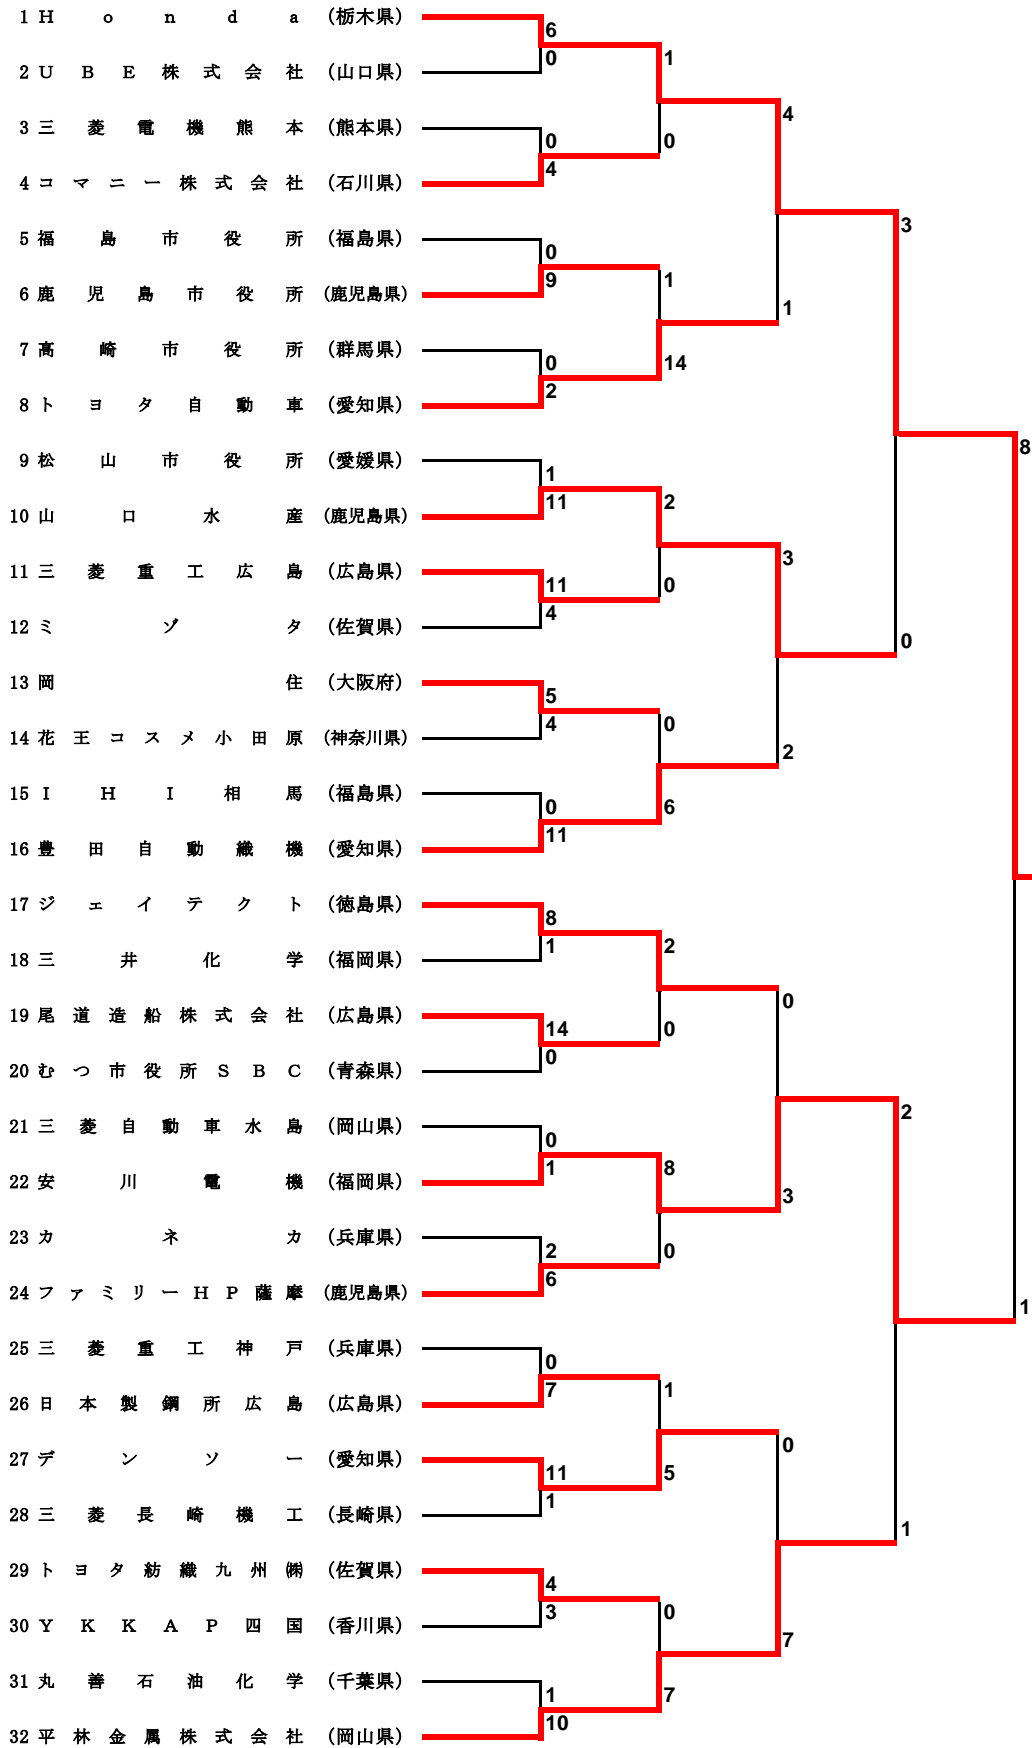 1 Honda (栃木県)
6
1
0
2 UBE株式会社 (山口県)
4
3 三菱電機熊本 (熊本県)
0
0
4
4 コマニー株式会社 (石川県)
3
5 福島市役所 (福島県)
0
1
9
6 鹿児島市役所 (鹿児島県)
1
7 高崎市役所 (群馬県)
0
14
2
8 トヨタ自動車 (愛知県)
8
9 松山市役所 (愛媛県)
1
2
11
10 山口水産 (鹿児島県)
3
11 三菱重工広島 (広島県)
11
0
4
12 ミゾタ (佐賀県)
0
13 岡住 (大阪府)
5
0
4
14 花王コスメ小田原 (神奈川県)
2
15 IHI相馬 (福島県)
0
6
11
16 豊田自動織機 (愛知県)
17 ジェイテクト (徳島県)
8
2
1
18 三井化学 (福岡県)
0
19 尾道造船株式会社 (広島県)
14
0
0
20 むつ市役所SBC (青森県)
2
21 三菱自動車水島 (岡山県)
0
8
1
22 安川電機 (福岡県)
3
23 カネカ (兵庫県)
2
0
6
24 ファミリーHP薩摩 (鹿児島県)
1
25 三菱重工神戸 (兵庫県)
0
1
7
26 日本製鋼所広島 (広島県)
0
27 デンソー (愛知県)
11
5
1
28 三菱長崎機工 (長崎県)
1
29 トヨタ紡織九州㈱ (佐賀県)
4
0
3
30 YKKAP四国 (香川県)
7
31 丸善石油化学 (千葉県)
1
7
10
32 平林金属株式会社 (岡山県)